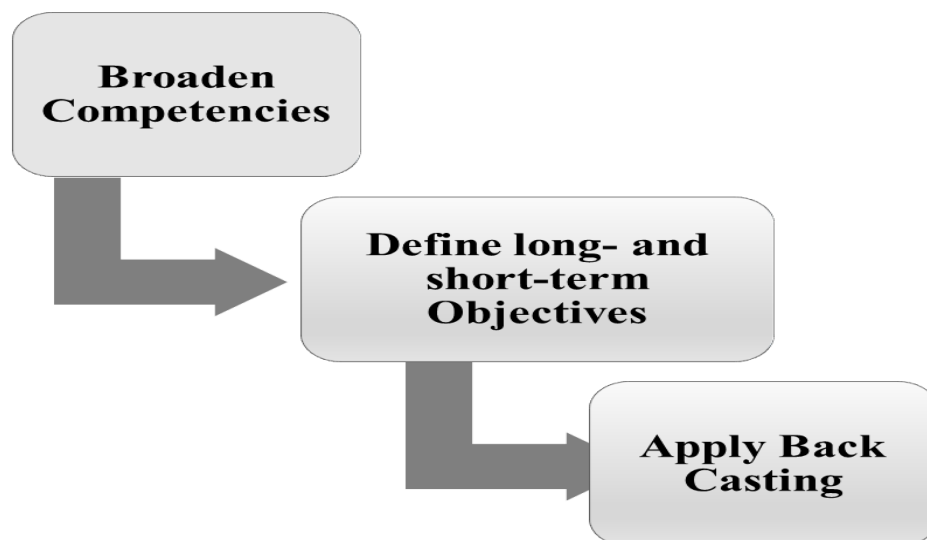 Broaden
Competencies
Define long- and
short-term
Objectives
Apply Back
Casting